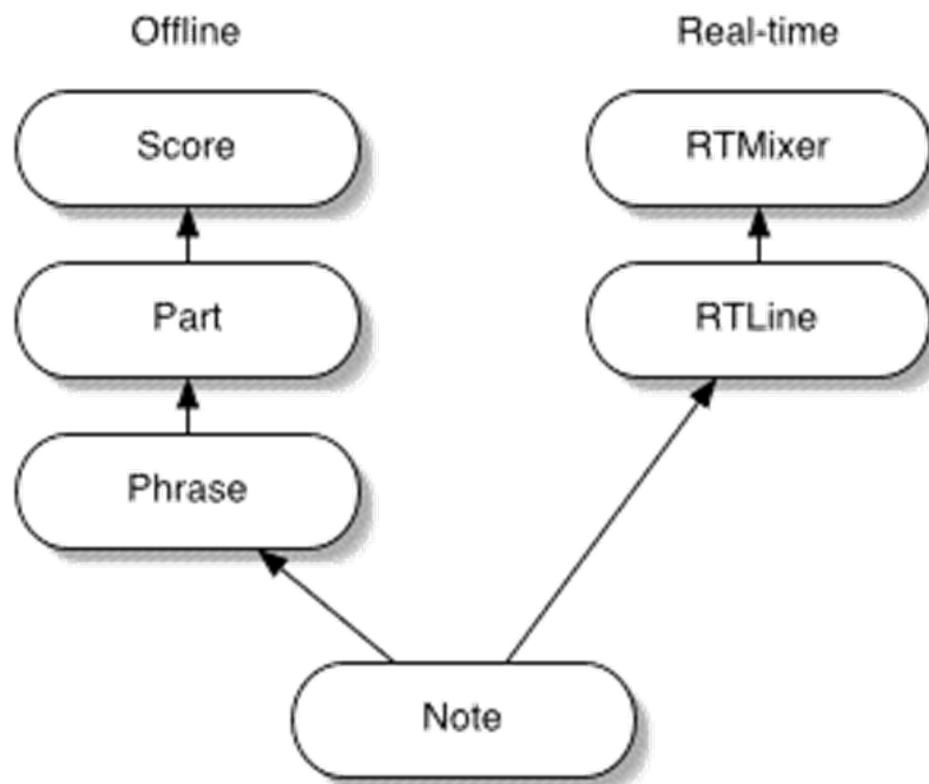 Offline
Real-time
Score
RTMixer
Part
RTLine
Phrase
Note